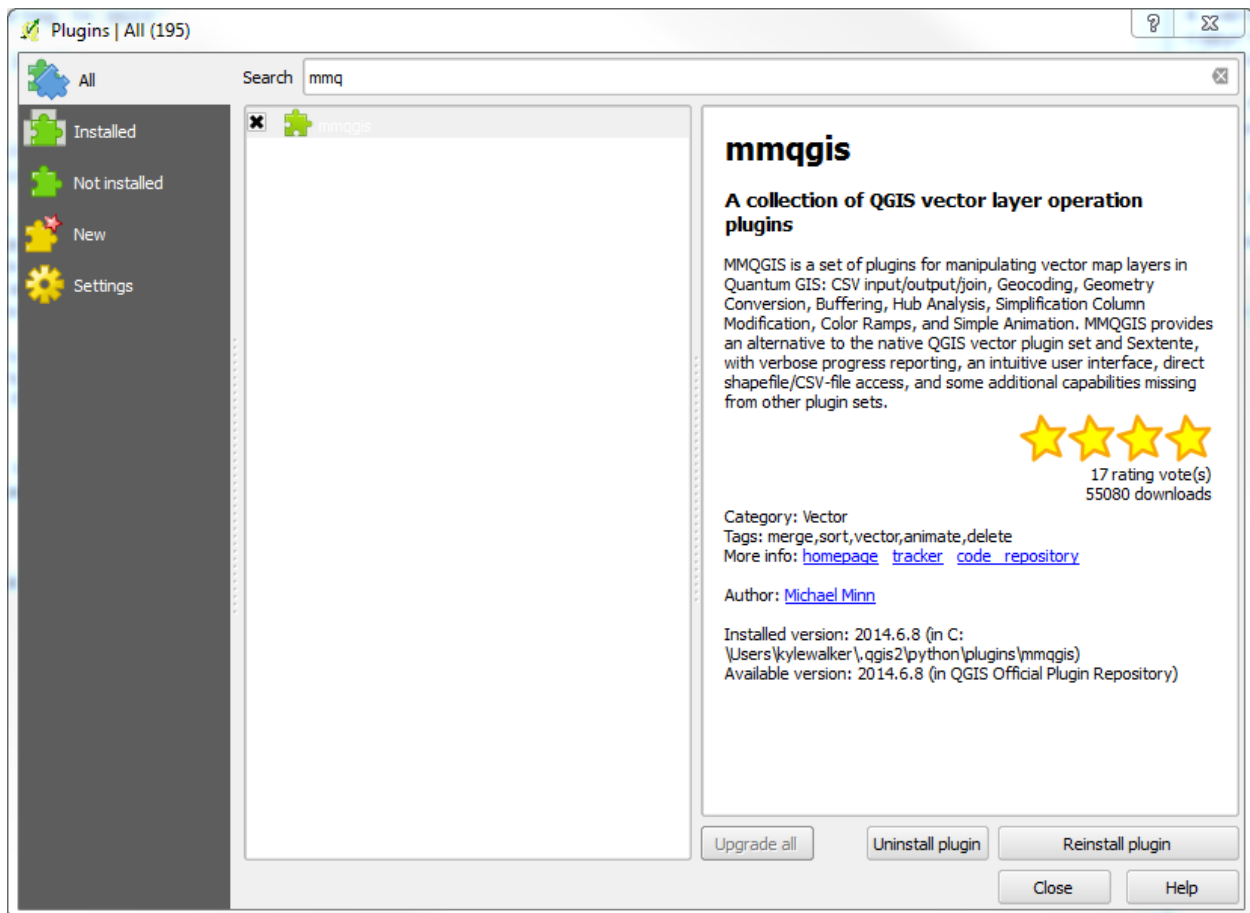 Plugins | All (195)
All
Installed
Not installed
New
Settings
Search mmq
mmqgis
mmqgis
A collection of QGIS vector layer operation
plugins
MMQGIS is a set of plugins for manipulating vector map layers in
Quantum GIS: CSV input/output/join, Geocoding, Geometry
Conversion, Buffering, Hub Analysis, Simplification Column
Modification, Color Ramps, and Simple Animation. MMQGIS provides
an alternative to the native QGIS vector plugin set and Sextente,
with verbose progress reporting, an intuitive user interface, direct
shapefile/CSV-file access, and some additional capabilities missing
from other plugin sets.
17 rating vote(s)
55080 downloads
Category: Vector
Tags: merge,sort,vector,animate,delete
More info: homepage tracker code_repository
Author: Michael Minn
Installed version: 2014.6.8 (in C:
\Users\kylewalker\.qgis2\python\plugins\mmqgis)
Available version: 2014.6.8 (in QGIS Official Plugin Repository)
Upgrade all
Uninstall plugin
Reinstall plugin
Close
Help